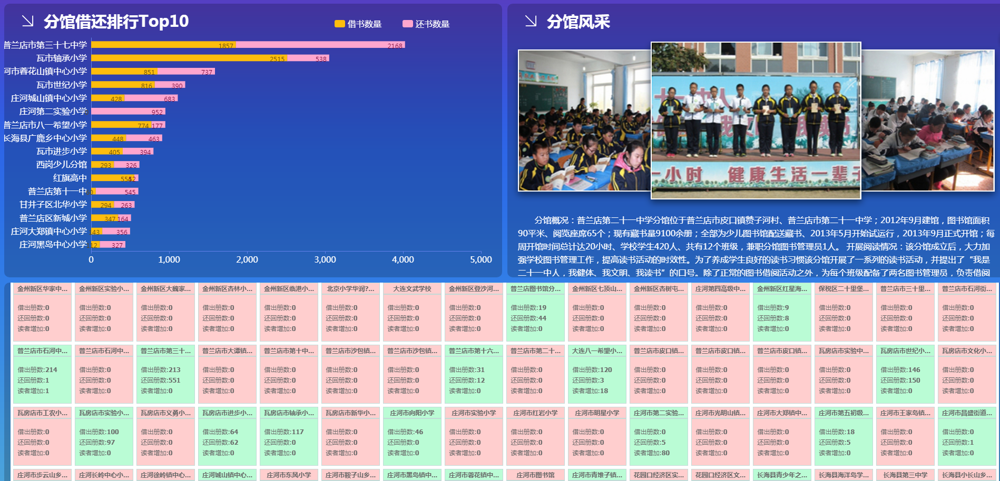 分馆借还排行Top10
借书数量 还书数量
普兰店市第三十七中学 1857 2168
瓦市轴承小学 2515 538
河市蓉花山镇中心小学 851 737
瓦市世纪小学 816 390
庄河城山镇中心小学 428 683
庄河第二实验小学 952
普兰店市八一希望小学 774 177
长海县广鹿乡中心小学 448 463
瓦市进步小学 405 394
西岗少儿分馆 293 326
红旗高中
普兰店第十一中 545
甘井子区北华小学 294 263
普兰店区新城小学 347 164
庄河大郑镇中心小学 356
庄河黑岛中心小学 327
0 1,000 2,000 3,000 4,000 5,000
分馆风采
一小时 健康生活一辈子
分馆概况：普兰店第二十一中学分馆位于普兰店市皮口镇赞子河村、普兰店市第二十一中学；2012年9月建馆，图书馆面积
90平米、阅览座席65个；现有藏书量9100余册；全部为少儿图书馆配送藏书、2013年5月开始试运行，2013年9月正式开馆；每
周开馆时间总计达20小时、学校学生420人、共有12个班级，兼职分馆图书管理员1人。 开展阅读情况：该分馆成立后，大力加
强学校图书管理工作，提高读书活动的时效性。为了养成学生良好的读书习惯该分馆开展了一系列的读书活动，并提出了“我是
二十一中人，我健体、我文明、我读书”的口号。除了正常的图书借阅活动之外，为每个班级配备了两名图书管理员，负责借阅
金州新区华家中... 金州新区实验小... 金州新区大魏家... 金州新区杏林小... 金州新区临港小... 北京小学华润?... 大连文武学校 金州新区登沙河... 普兰店图书馆分... 金州新区七顶山... 金州新区杏树屯... 庄河第四高级中... 金州新区红星海... 保税区二十里堡... 普兰店市三十里... 普兰店市石河街...
借出册数:0 借出册数:0 借出册数:0 借出册数:0 借出册数:0 借出册数:0 借出册数:0 借出册数:0 借出册数:19 借出册数:0 借出册数:0 借出册数:0 借出册数:9 借出册数:0 借出册数:0 借出册数:0
还回册数:0 还回册数:0 还回册数:0 还回册数:0 还回册数:0 还回册数:0 还回册数:0 还回册数:0 还回册数:44 还回册数:0 还回册数:0 还回册数:0 还回册数:8 还回册数:0 还回册数:0 还回册数:0
读者增加:0 读者增加:0 读者增加:0 读者增加:0 读者增加:0 读者增加:0 读者增加:0 读者增加:0 读者增加:0 读者增加:0 读者增加:0 读者增加:0 读者增加:0 读者增加:0 读者增加:0 读者增加:0
普兰店市石河中... 普兰店市石河中... 普兰店市第三十... 普兰店市大谭镇... 普兰店市第十中... 普兰店市沙包镇... 普兰店市沙包镇... 普兰店市第十六... 普兰店市第二十... 大连八一希望小... 普兰店市皮口镇... 普兰店市皮口镇... 普兰店市皮口镇... 瓦房店市实验中... 瓦房店市世纪小... 瓦房店市文化小...
借出册数:214 借出册数:0 借出册数:213 借出册数:0 借出册数:0 借出册数:0 借出册数:0 借出册数:31 借出册数:0 借出册数:120 借出册数:0 借出册数:0 借出册数:0 借出册数:0 借出册数:146 借出册数:0
还回册数:1 还回册数:0 还回册数:551 还回册数:0 还回册数:0 还回册数:0 还回册数:0 还回册数:12 还回册数:0 还回册数:3 还回册数:0 还回册数:0 还回册数:0 还回册数:0 还回册数:150 还回册数:0
读者增加:1 读者增加:0 读者增加:0 读者增加:0 读者增加:0 读者增加:0 读者增加:0 读者增加:0 读者增加:0 读者增加:18 读者增加:0 读者增加:0 读者增加:0 读者增加:0 读者增加:0 读者增加:0
瓦房店市工农小... 瓦房店市实验小... 瓦房店市义勇小... 瓦房店市进步小... 瓦房店市轴承小... 瓦房店市新华小... 庄河市向阳小学 庄河市实验小学 庄河市红岩小学 庄河市明星小学 庄河市第二实验... 庄河市光明山镇... 庄河市大郑镇中... 庄河市第五初级... 庄河市王家岛镇... 庄河市昌盛街道...
借出册数:0 借出册数:100 借出册数:0 借出册数:64 借出册数:117 借出册数:0 借出册数:46 借出册数:0 借出册数:0 借出册数:0 借出册数:0 借出册数:0 借出册数:0 借出册数:18 借出册数:0 借出册数:0
还回册数:0 还回册数:97 还回册数:0 还回册数:62 还回册数:0 还回册数:0 还回册数:0 还回册数:0 还回册数:0 还回册数:0 还回册数:5 还回册数:0 还回册数:0 还回册数:5 还回册数:0 还回册数:1
读者增加:0 读者增加:0 读者增加:0 读者增加:0 读者增加:0 读者增加:0 读者增加:0 读者增加:0 读者增加:0 读者增加:0 读者增加:80 读者增加:0 读者增加:0 读者增加:0 读者增加:0 读者增加:0
庄河市步云山乡... 庄河长岭中心小... 庄河徐岭镇中心... 庄河城山镇中心... 庄河市东风小学 庄河市鞍子山乡... 庄河市黑岛镇中... 庄河市蓉花镇中... 庄河市图书馆 庄河市青堆子镇... 花园口经济区实... 花园口经济区文... 长海县青少年之... 长海县海洋岛学... 长海县第三中学 长海县小长山乡...